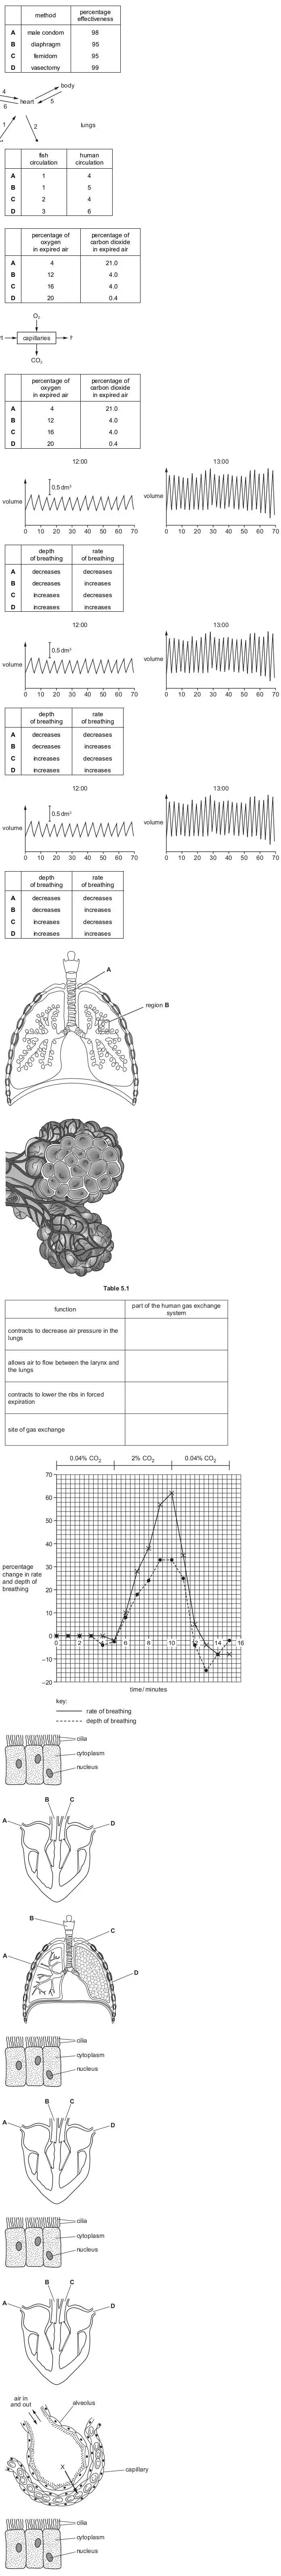 method percentage effectiveness
A male condom 98
B diaphragm 95
C femidom 95
D vasectomy 99
body
4
heart 5
6
1 2 lungs
fish circulation human circulation
A 1 4
B 1 5
C 2 4
D 3 6
percentage of oxygen in expired air percentage of carbon dioxide in expired air
A 4 21.0
B 12 4.0
C 16 4.0
D 20 0.4
O2
capillaries
CO2
percentage of oxygen in expired air percentage of carbon dioxide in expired air
A 4 21.0
B 12 4.0
C 16 4.0
D 20 0.4
12:00 13:00
0.5 dm3
volume volume
0 10 20 30 40 50 60 70 0 10 20 30 40 50 60 70
depth of breathing rate of breathing
A decreases decreases
B decreases increases
C increases decreases
D increases increases
12:00 13:00
0.5 dm3
volume volume
0 10 20 30 40 50 60 70 0 10 20 30 40 50 60 70
depth of breathing rate of breathing
A decreases decreases
B decreases increases
C increases decreases
D increases increases
12:00 13:00
0.5 dm3
volume volume
0 10 20 30 40 50 60 70 0 10 20 30 40 50 60 70
depth of breathing rate of breathing
A decreases decreases
B decreases increases
C increases decreases
D increases increases
A
region B
Table 5.1
function part of the human gas exchange system
contracts to decrease air pressure in the lungs
allows air to flow between the larynx and the lungs
contracts to lower the ribs in forced expiration
site of gas exchange
0.04% CO2 2% CO2 0.04% CO2
70
60
50
40
30
20
10
0
–10
–20
percentage change in rate and depth of breathing
0 2 4 6 8 10 12 14 16
time / minutes
key:
rate of breathing
depth of breathing
cilia
cytoplasm
nucleus
B C
A D
B
C
A
D
cilia
cytoplasm
nucleus
B C
A D
cilia
cytoplasm
nucleus
B C
A D
air in and out
alveolus
X
capillary
cilia
cytoplasm
nucleus